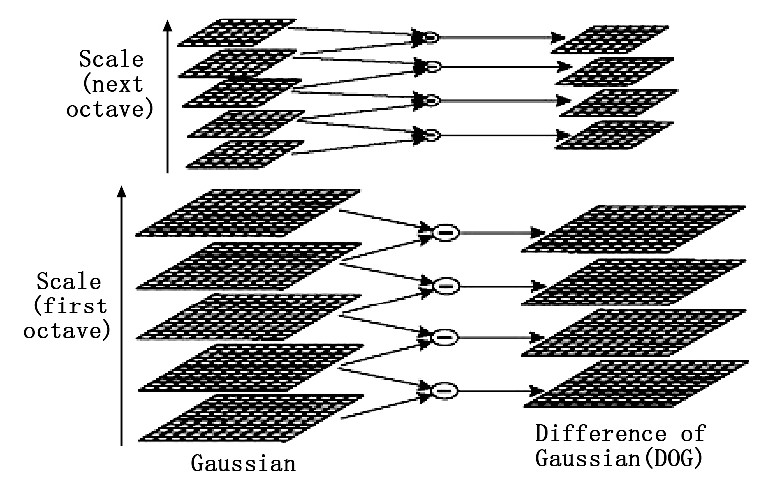 Scale
(next
octave)
Scale
(first
octave)
Gaussian
Difference of
Gaussian(DOG)